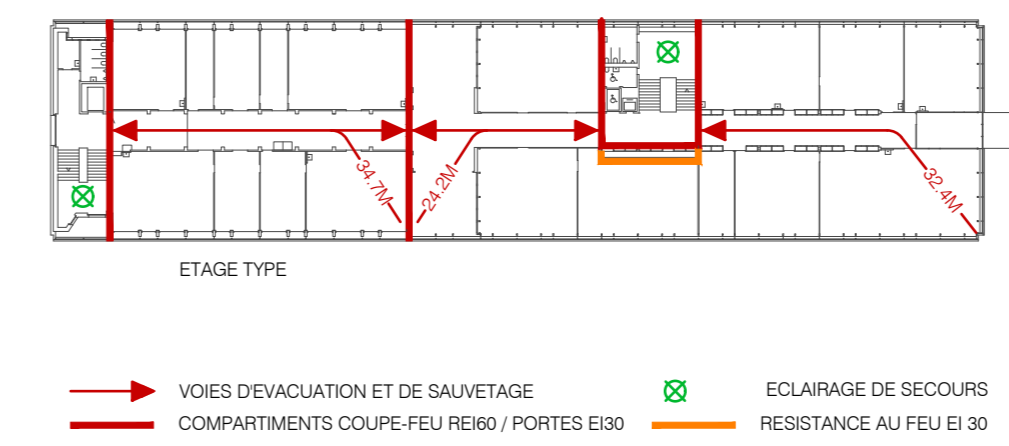 34.7M
24.2M
32.4M
ETAGE TYPE
VOIES D'EVACUATION ET DE SAUVETAGE
ECLAIRAGE DE SECOURS
COMPARTIMENTS COUPE-FEU REI60 / PORTES EI30
RESISTANCE AU FEU EI 30